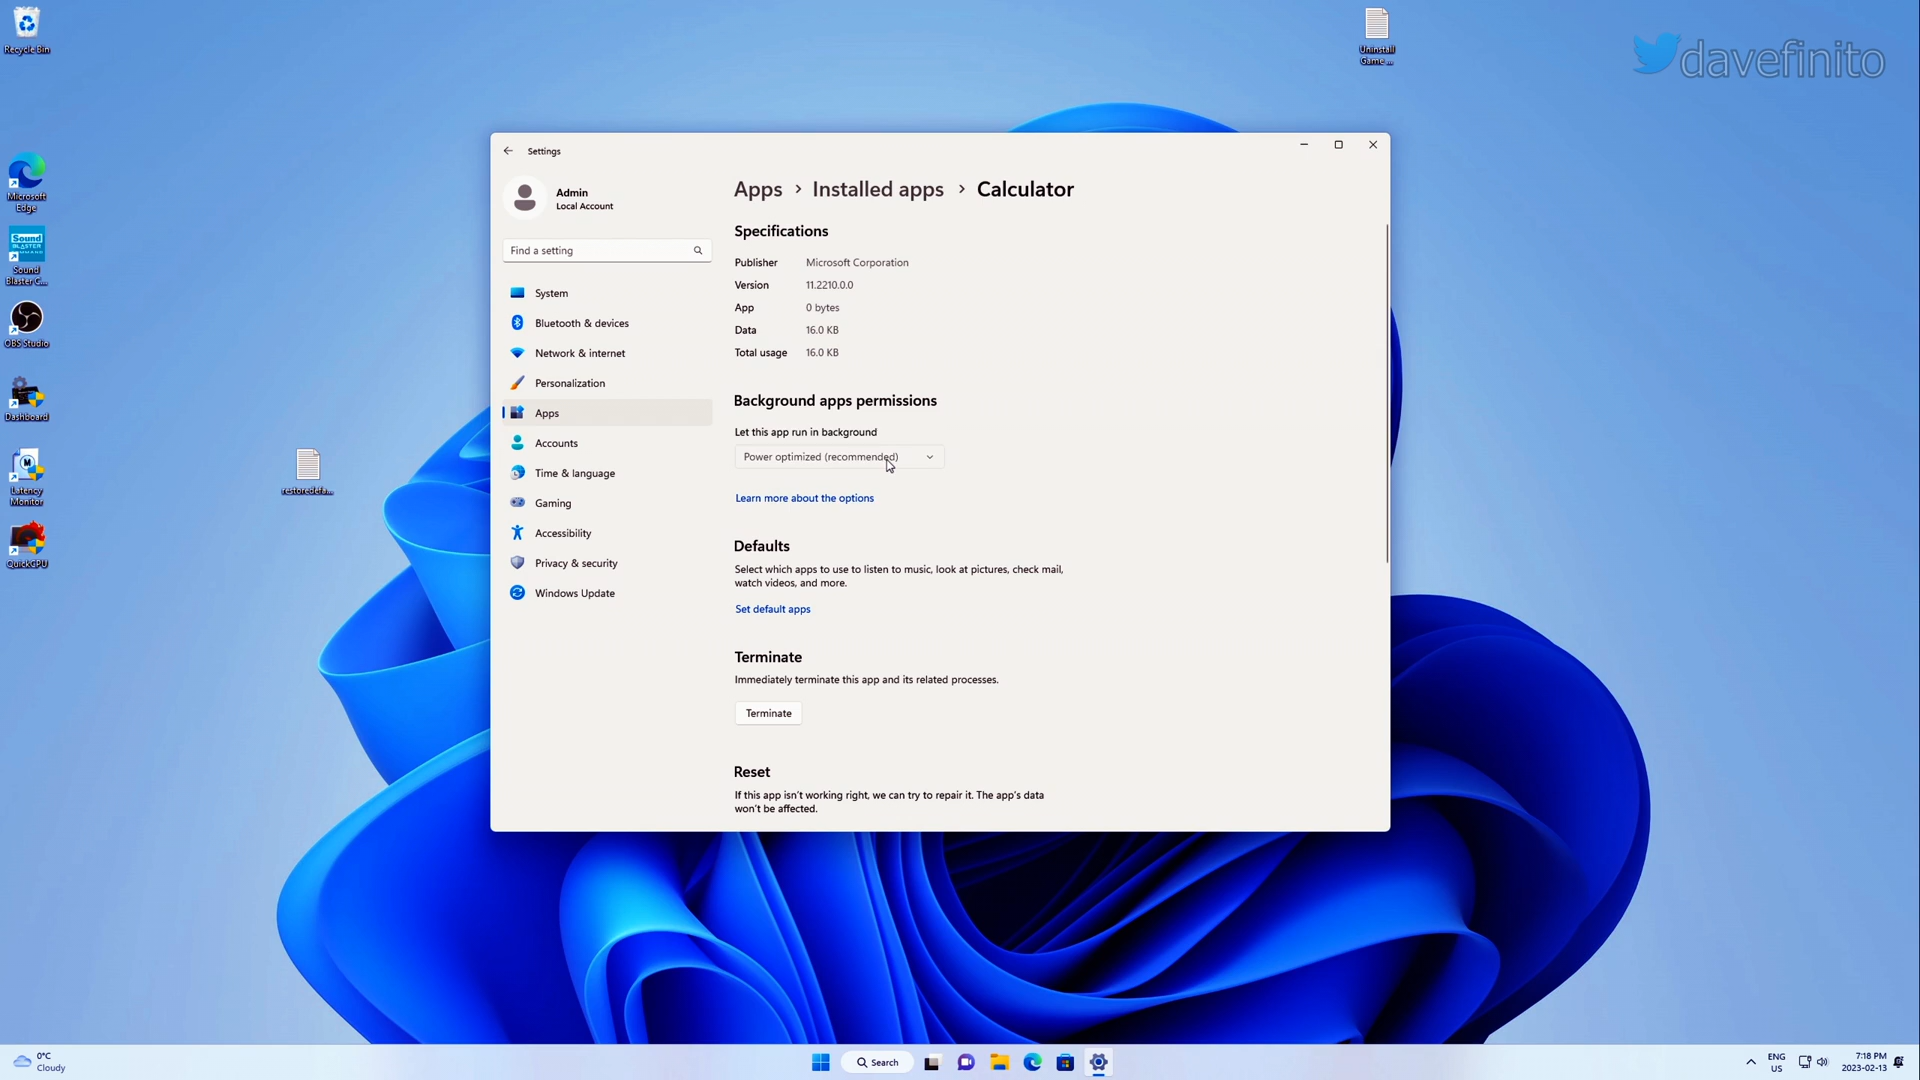 Recycle Bin
Uninstall
Game ...
davefinito
Microsoft
Edge
Sound
BLASTER
Sound
Blaster C...
OBS Studio
Dashboard
Latency
Monitor
QuickCPU
restoredefa...
Settings
Admin
Local Account
Find a setting
System
Bluetooth & devices
Network & internet
Personalization
Apps
Accounts
Time & language
Gaming
Accessibility
Privacy & security
Windows Update
Apps > Installed apps > Calculator
Specifications
Publisher Microsoft Corporation
Version 11.2210.0.0
App 0 bytes
Data 16.0 KB
Total usage 16.0 KB
Background apps permissions
Let this app run in background
Power optimized (recommended)
Learn more about the options
Defaults
Select which apps to use to listen to music, look at pictures, check mail,
watch videos, and more.
Set default apps
Terminate
Immediately terminate this app and its related processes.
Terminate
Reset
If this app isn't working right, we can try to repair it. The app's data
won't be affected.
0°C
Cloudy
Search
ENG
US
7:18 PM
2023-02-13